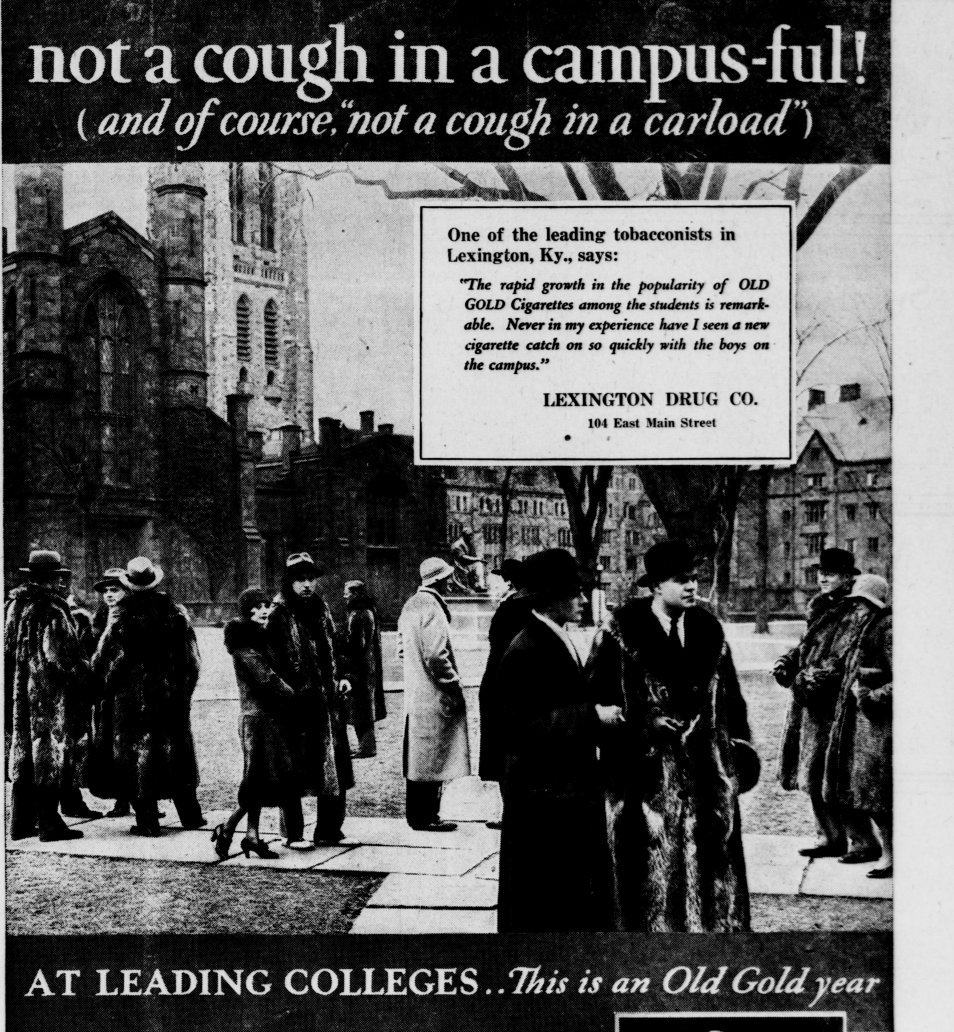 not a cough in a campus-ful!
(and of course, "not a cough in a carload")
One of the leading tobacconists in
Lexington, Ky., says:
"The rapid growth in the popularity of OLD
GOLD Cigarettes among the students is remark-
able. Never in my experience have I seen a new
cigarette catch on so quickly with the boys on
the campus."
LEXINGTON DRUG CO.
104 East Main Street
AT LEADING COLLEGES..This is an Old Gold year